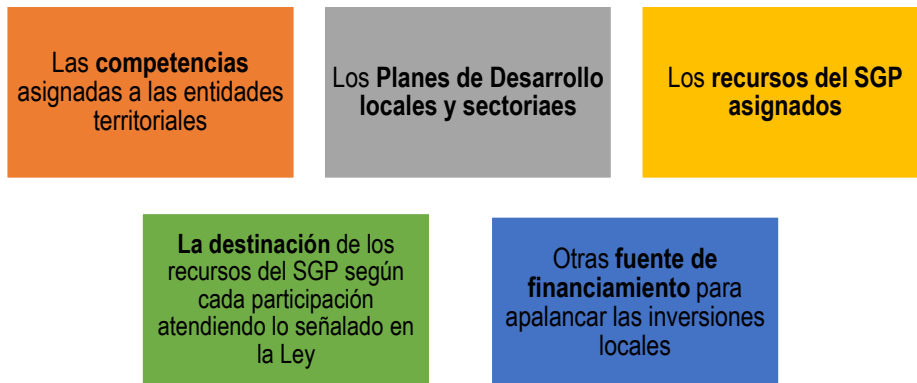 Las competencias
asignadas a las entidades
territoriales
Los Planes de Desarrollo
locales y sectoriaes
Los recursos del SGP
asignados
La destinación de los
recursos del SGP según
cada participación
atendiendo lo señalado en
la Ley
Otras fuente de
financiamiento para
apalancar las inversiones
locales